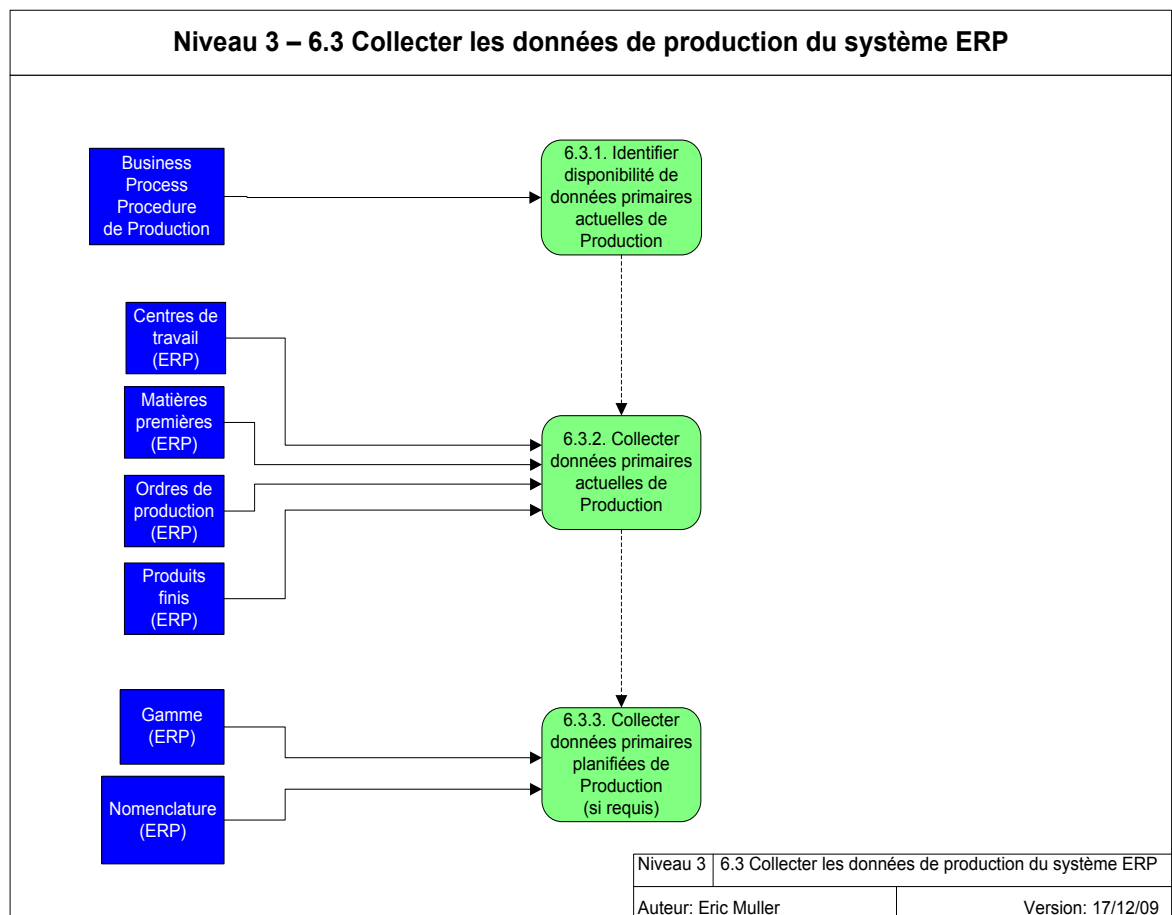 Niveau 3 – 6.3 Collecter les données de production du système ERP
Business
Process
Procedure
de Production
6.3.1. Identifier
disponibilité de
données primaires
actuelles de
Production
Centres de
travail
(ERP)
Matières
premières
(ERP)
Ordres de
production
(ERP)
Produits
finis
(ERP)
6.3.2. Collecter
données primaires
actuelles de
Production
Gamme
(ERP)
Nomenclature
(ERP)
6.3.3. Collecter
données primaires
planifiées de
Production
(si requis)
Niveau 3 6.3 Collecter les données de production du système ERP
Auteur: Eric Muller Version: 17/12/09